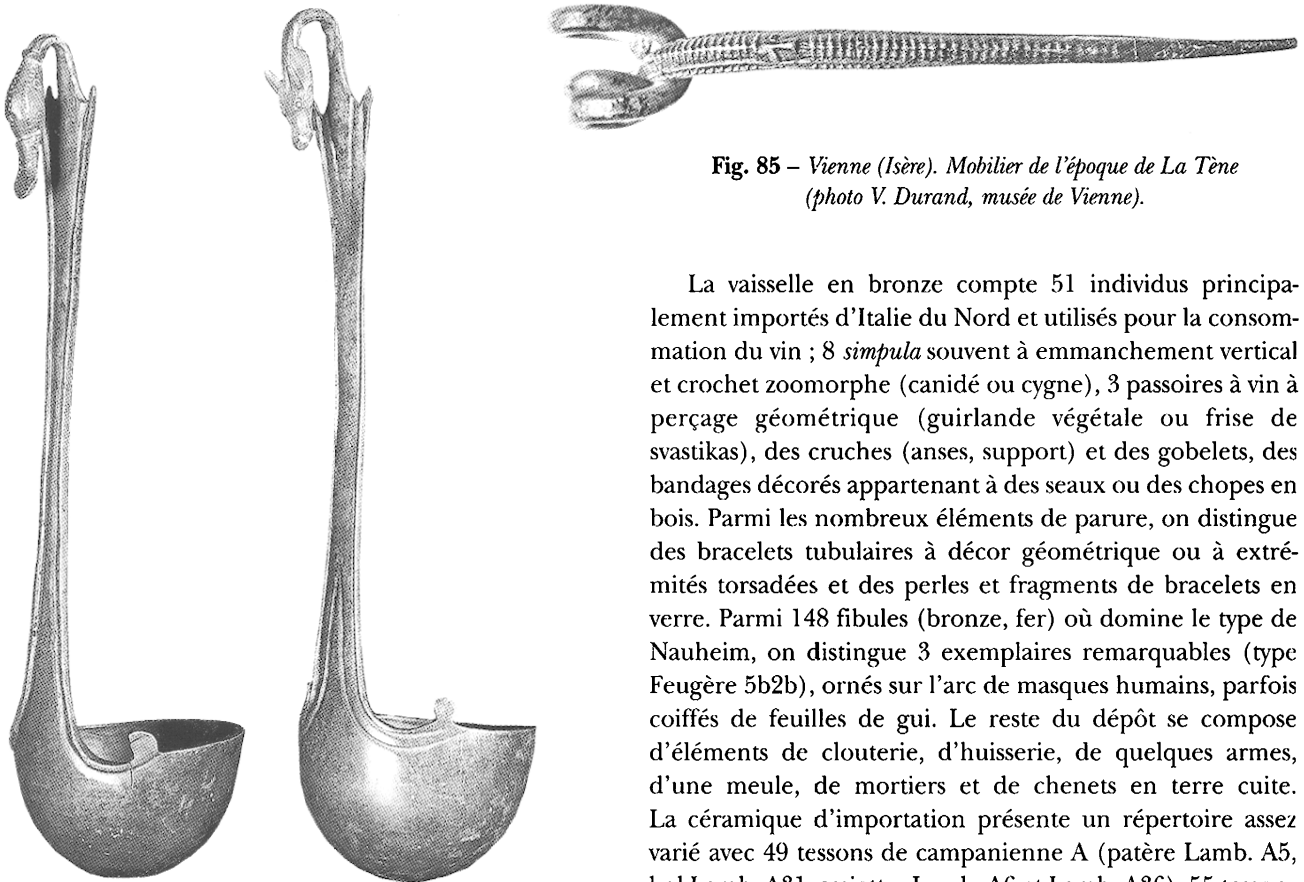 Fig. 85 – Vienne (Isère). Mobilier de l'époque de La Tène
(photo V. Durand, musée de Vienne).
La vaisselle en bronze compte 51 individus principa-
lement importés d'Italie du Nord et utilisés pour la consom-
mation du vin ; 8 simpula souvent à emmanchement vertical
et crochet zoomorphe (canidé ou cygne), 3 passoires à vin à
perçage géométrique (guirlande végétale ou frise de
svastikas), des cruches (anses, support) et des gobelets, des
bandages décorés appartenant à des seaux ou des chopes en
bois. Parmi les nombreux éléments de parure, on distingue
des bracelets tubulaires à décor géométrique ou à extré-
mités torsadées et des perles et fragments de bracelets en
verre. Parmi 148 fibules (bronze, fer) où domine le type de
Nauheim, on distingue 3 exemplaires remarquables (type
Feugère 5b2b), ornés sur l'arc de masques humains, parfois
coiffés de feuilles de gui. Le reste du dépôt se compose
d'éléments de clouterie, d'huisserie, de quelques armes,
d'une meule, de mortiers et de chenets en terre cuite.
La céramique d'importation présente un répertoire assez
varié avec 49 tessons de campanienne A (patère Lamb. A5,